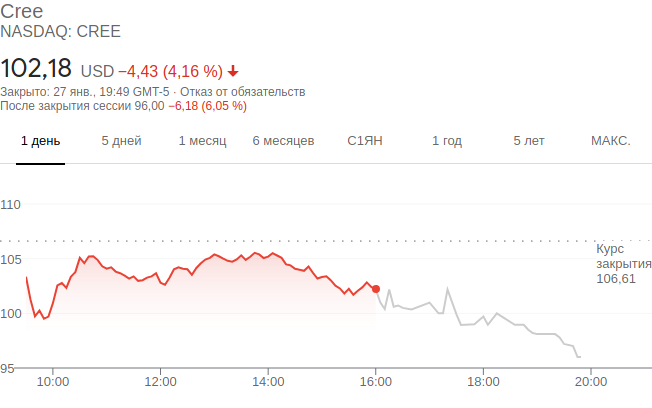 Cree
NASDAQ: CREE
102,18 USD −4,43 (4,16 %)
Закрыто: 27 янв., 19:49 GMT-5 · Отказ от обязательств
После закрытия сессии 96,00 −6,18 (6,05 %)
1 день 5 дней 1 месяц 6 месяцев С1ЯН 1 год 5 лет МАКС.
110
105
100
95
Курс
закрытия
106,61
10:00 12:00 14:00 16:00 18:00 20:00